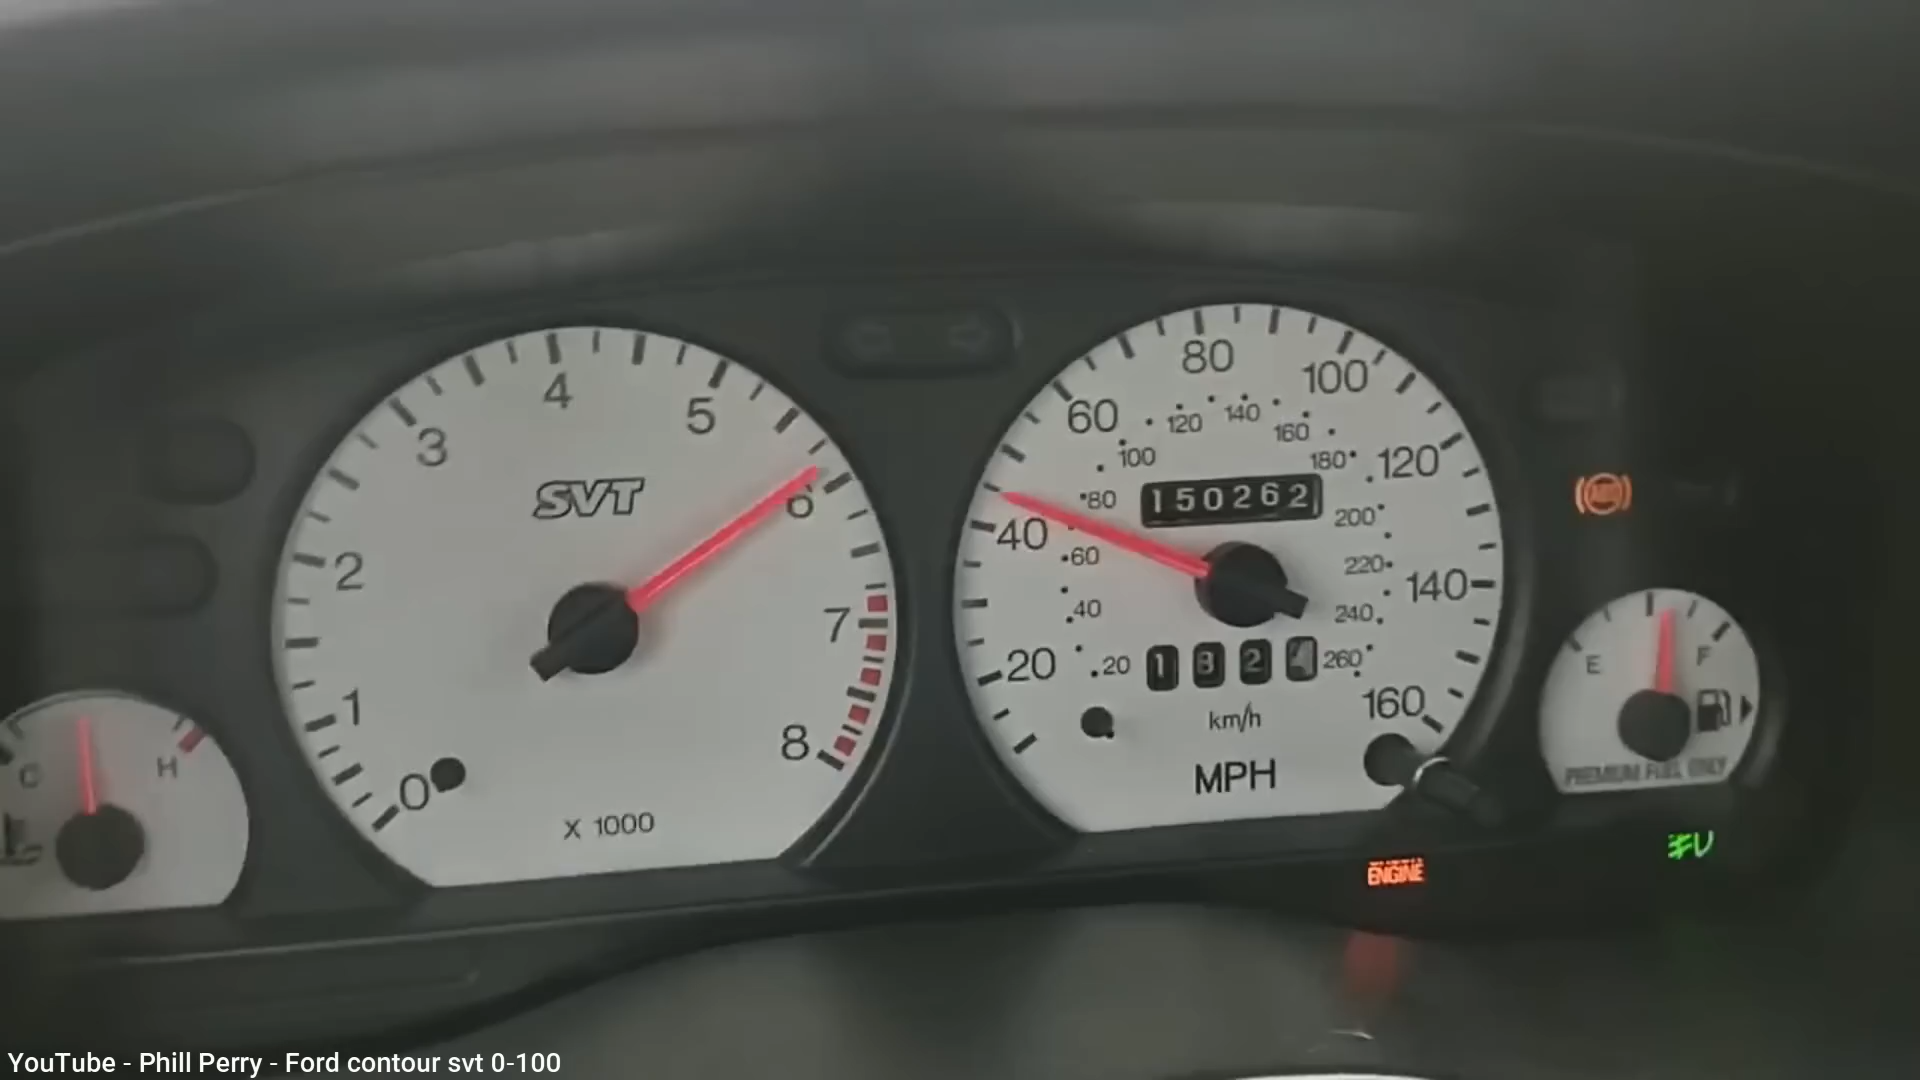 80
100
4
60
120
140
5
160
3
100
180
120
SVT
80
150262
6
200
40
60
2
220
140
40
240
7
20
20
1 8 2
260
E
F
1
160
km/h
8
C
H
MPH
PREMIUM FUEL ONLY
0
X 1000
ENGINE
YouTube - Phill Perry - Ford contour svt 0-100